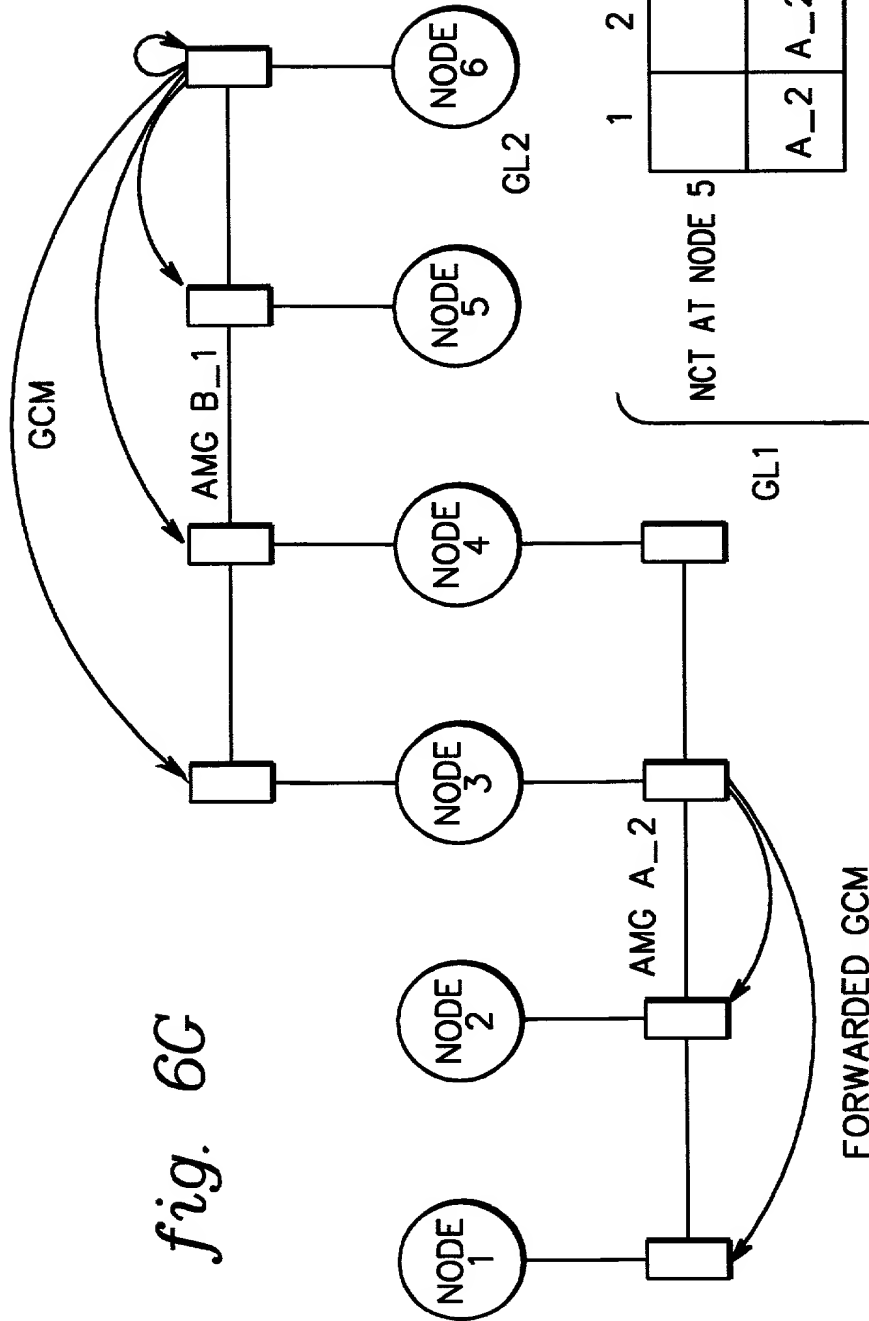 fig. 6G
GCM
AMG B_1
NODE 1
NODE 2
NODE 3
NODE 4
NODE 5
NODE 6
GL2
AMG A_2
GL1
FORWARDED GCM
NCT AT NODE 5
1 2
A_2 A_2